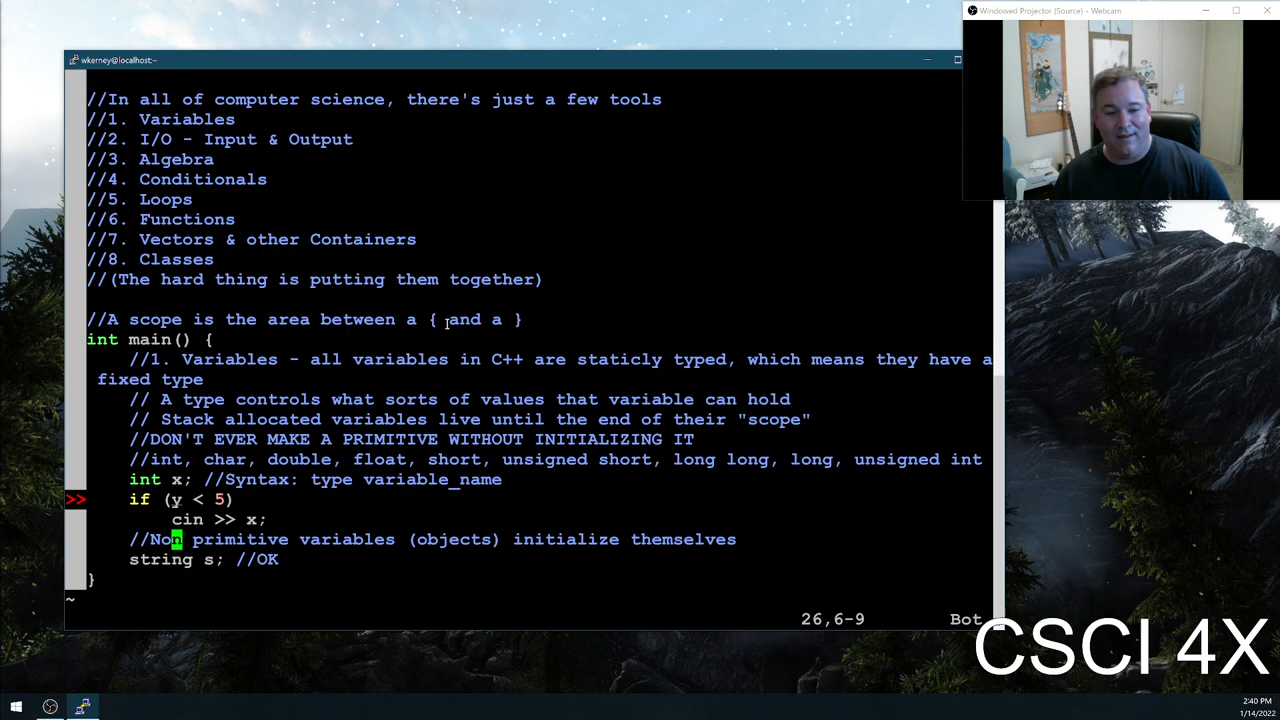 Windowed Projector (Source) - Webcam
wkerney@localhost:~
//In all of computer science, there's just a few tools
//1. Variables
//2. I/O - Input & Output
//3. Algebra
//4. Conditionals
//5. Loops
//6. Functions
//7. Vectors & other Containers
//8. Classes
//(The hard thing is putting them together)
//A scope is the area between a { and a }
int main() {
//1. Variables - all variables in C++ are staticly typed, which means they have a
fixed type
// A type controls what sorts of values that variable can hold
// Stack allocated variables live until the end of their "scope"
//DON'T EVER MAKE A PRIMITIVE WITHOUT INITIALIZING IT
//int, char, double, float, short, unsigned short, long long, long, unsigned int
int x; //Syntax: type variable_name
>> if (y < 5)
cin >> x;
//Non primitive variables (objects) initialize themselves
string s; //OK
}
~
26,6-9 Bot
CSCI 4X
2:40 PM
1/14/2022